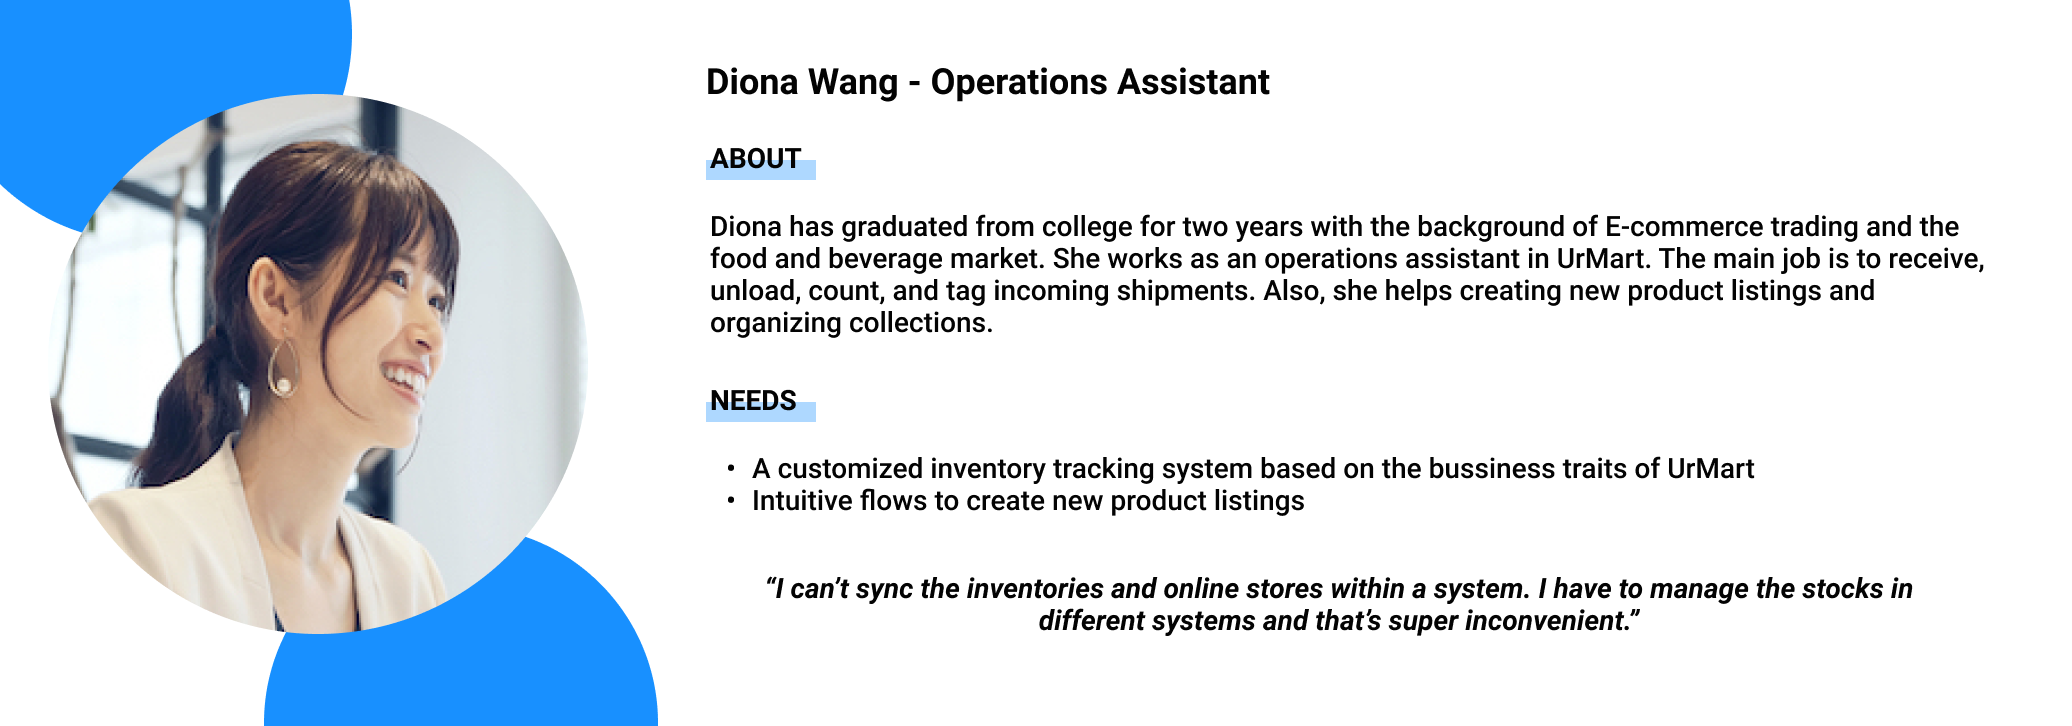 Diona Wang - Operations Assistant
ABOUT
Diona has graduated from college for two years with the background of E-commerce trading and the
food and beverage market. She works as an operations assistant in UrMart. The main job is to receive,
unload, count, and tag incoming shipments. Also, she helps creating new product listings and
organizing collections.
NEEDS
• A customized inventory tracking system based on the bussiness traits of UrMart
• Intuitive flows to create new product listings
“I can’t sync the inventories and online stores within a system. I have to manage the stocks in
different systems and that’s super inconvenient.”